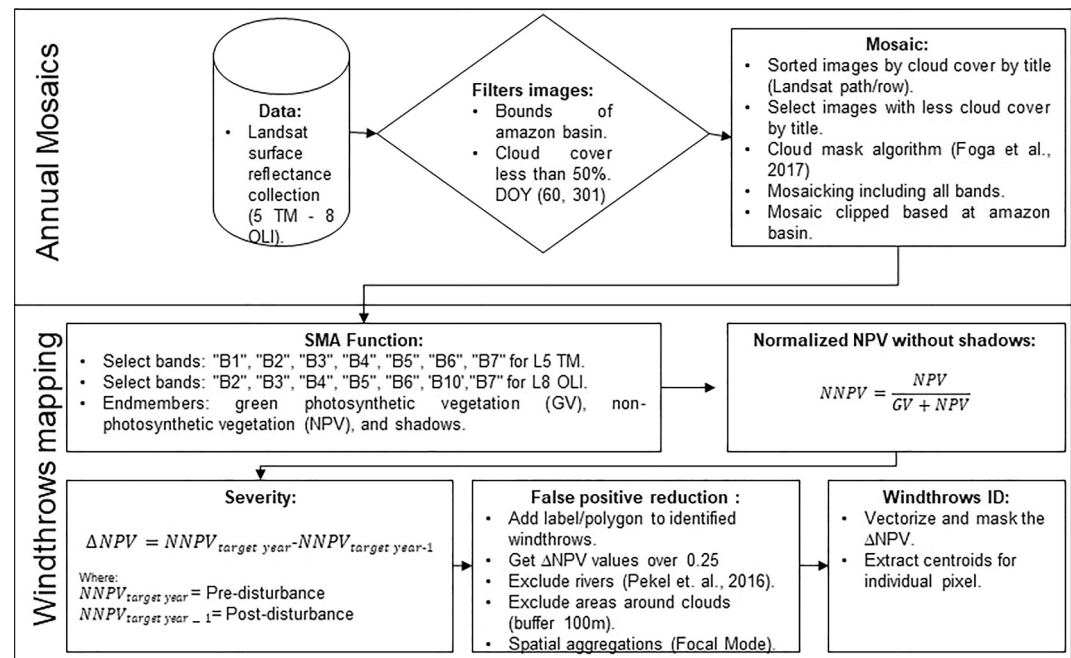 Annual Mosaics
Data:
• Landsat
surface
reflectance
collection
(5 TM - 8
OLI).
Filters images:
• Bounds of
amazon basin.
• Cloud cover
less than 50%.
DOY (60, 301)
Mosaic:
• Sorted images by cloud cover by title
(Landsat path/row).
• Select images with less cloud cover
by title.
• Cloud mask algorithm (Foga et al.,
2017)
• Mosaicking including all bands.
• Mosaic clipped based at amazon
basin.
Windthrows mapping
SMA Function:
• Select bands: "B1", "B2", "B3", "B4", "B5", "B6", "B7" for L5 TM.
• Select bands: "B2", "B3", "B4", "B5", "B6", "B10","B7" for L8 OLI.
• Endmembers: green photosynthetic vegetation (GV), non-
photosynthetic vegetation (NPV), and shadows.
Normalized NPV without shadows:
NNPV = NPV / GV + NPV
Severity:
ΔNPV = NNPV target year-NNPV target year-1
Where:
NNPV target year = Pre-disturbance
NNPV target year _ 1= Post-disturbance
False positive reduction :
• Add label/polygon to identified
windthrows.
• Get ΔNPV values over 0.25
• Exclude rivers (Pekel et. al., 2016).
• Exclude areas around clouds
(buffer 100m).
• Spatial aggregations (Focal Mode).
Windthrows ID:
• Vectorize and mask the
ΔNPV.
• Extract centroids for
individual pixel.